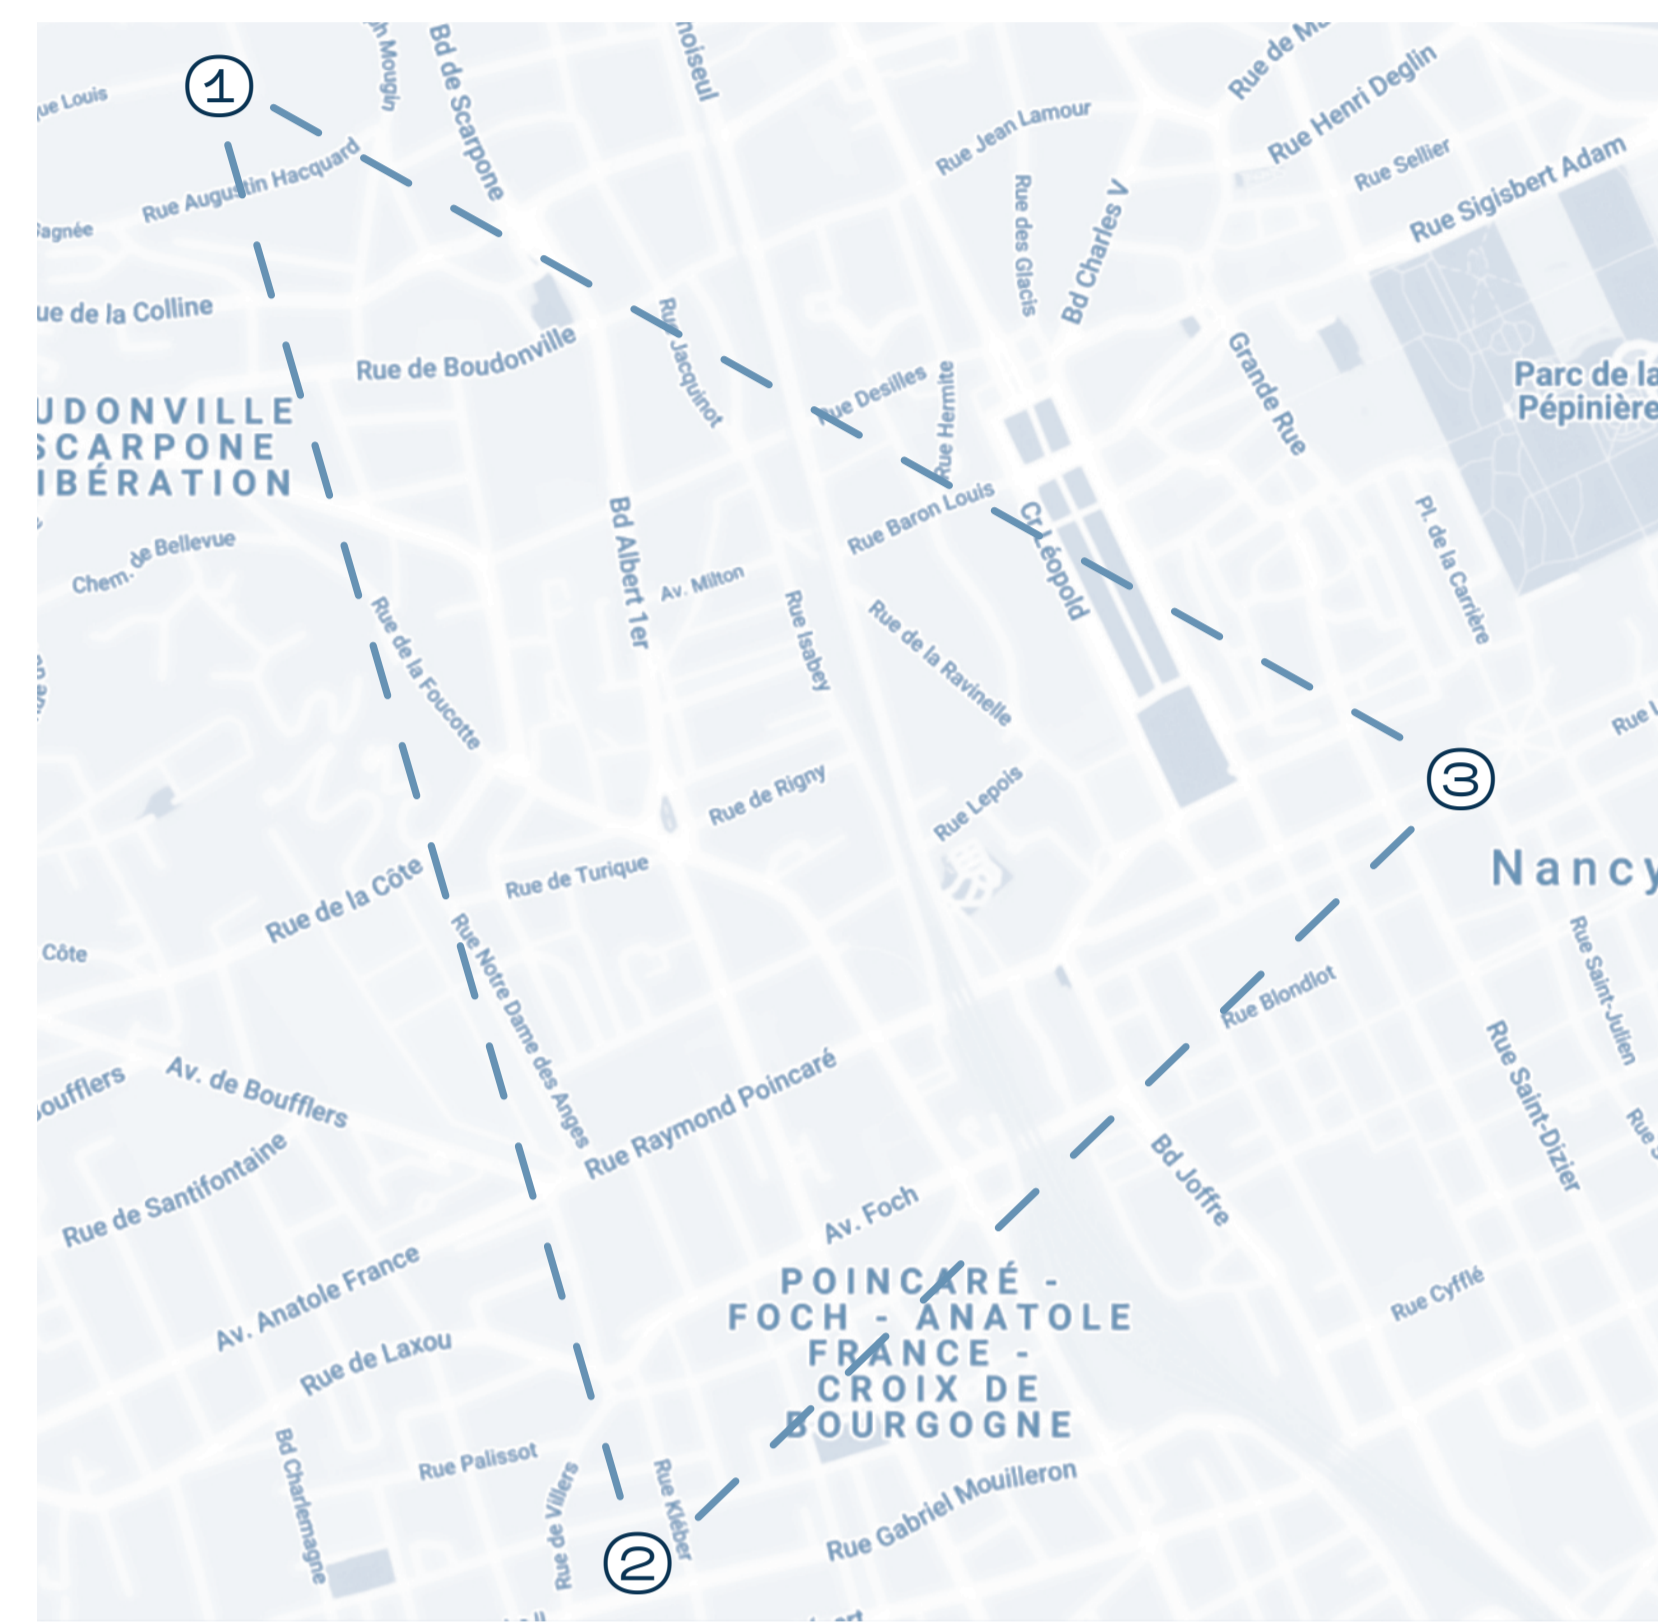 Bd de Scarpone
Rue de Ma
Rue Henri Deglin
1
Rue Jean Lamour
Rue Sellier
Rue Sigisbert Adam
Rue Augustin Hacquard
Rue des Glacis
Bd Charles V
ue de la Colline
Rue de Boudonville
Rue Jacquinot
Rue Desilles
Rue Hermite
Grande Rue
Parc de la
Pépinière
UDONVILLE
SCARPONE
IBÉRATION
Rue Baron Louis
Cr Léopold
Pl. de la Carrière
Chem. de Bellevue
Bd Albert 1er
Av. Milton
Rue Isabey
Rue de la Ravinelle
Rue de la Foucotte
Rue de Rigny
Rue Lepois
3
Nancy
Rue de la Côte
Rue de Turique
Côte
Rue Notre Dame des Anges
Rue Blondlot
Rue Saint-Julien
oufflers
Av. de Boufflers
Rue Raymond Poincaré
Rue Saint-Dizier
Rue de Santifontaine
Bd Joffre
Av. Foch
Av. Anatole France
POINCARÉ -
FOCH - ANATOLE
FRANCE -
CROIX DE
BOURGOGNE
Rue Cyfflé
Rue de Laxou
Bd Charlemagne
Rue Palissot
Rue de Villers
Rue Kléber
Rue Gabriel Mouilleron
2